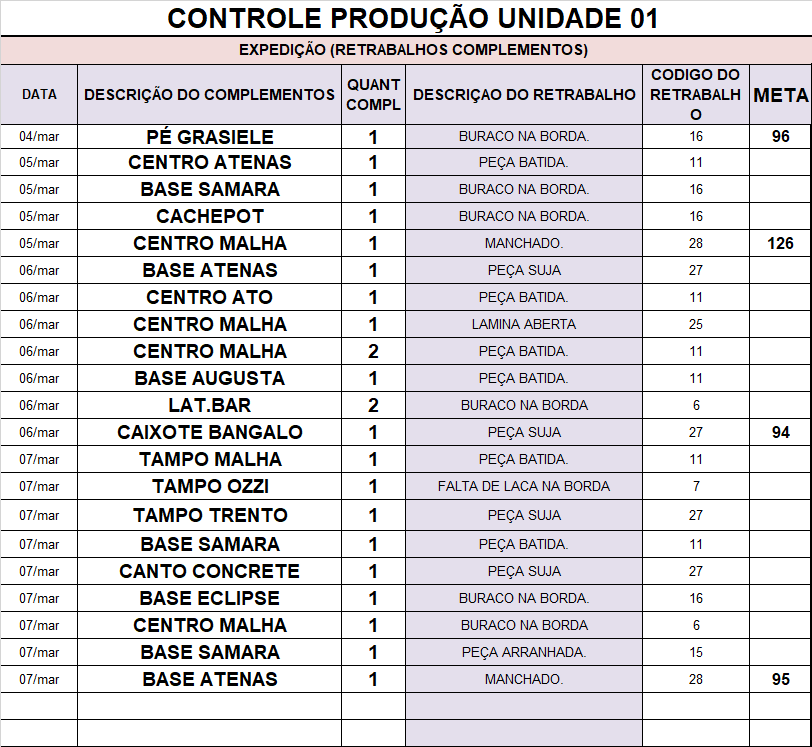 CONTROLE PRODUÇÃO UNIDADE 01
EXPEDIÇÃO (RETRABALHOS COMPLEMENTOS)
DATA DESCRIÇÃO DO COMPLEMENTOS QUANT COMPL DESCRIÇAO DO RETRABALHO CODIGO DO RETRABALHO META
04/mar PÉ GRASIELE 1 BURACO NA BORDA. 16 96
05/mar CENTRO ATENAS 1 PEÇA BATIDA. 11
05/mar BASE SAMARA 1 BURACO NA BORDA. 16
05/mar CACHEPOT 1 BURACO NA BORDA. 16
05/mar CENTRO MALHA 1 MANCHADO. 28 126
06/mar BASE ATENAS 1 PEÇA SUJA 27
06/mar CENTRO ATO 1 PEÇA BATIDA. 11
06/mar CENTRO MALHA 1 LAMINA ABERTA 25
06/mar CENTRO MALHA 2 PEÇA BATIDA. 11
06/mar BASE AUGUSTA 1 PEÇA BATIDA. 11
06/mar LAT.BAR 2 BURACO NA BORDA 6
06/mar CAIXOTE BANGALO 1 PEÇA SUJA 27 94
07/mar TAMPO MALHA 1 PEÇA BATIDA. 11
07/mar TAMPO OZZI 1 FALTA DE LACA NA BORDA 7
07/mar TAMPO TRENTO 1 PEÇA SUJA 27
07/mar BASE SAMARA 1 PEÇA BATIDA. 11
07/mar CANTO CONCRETE 1 PEÇA SUJA 27
07/mar BASE ECLIPSE 1 BURACO NA BORDA. 16
07/mar CENTRO MALHA 1 BURACO NA BORDA 6
07/mar BASE SAMARA 1 PEÇA ARRANHADA. 15
07/mar BASE ATENAS 1 MANCHADO. 28 95